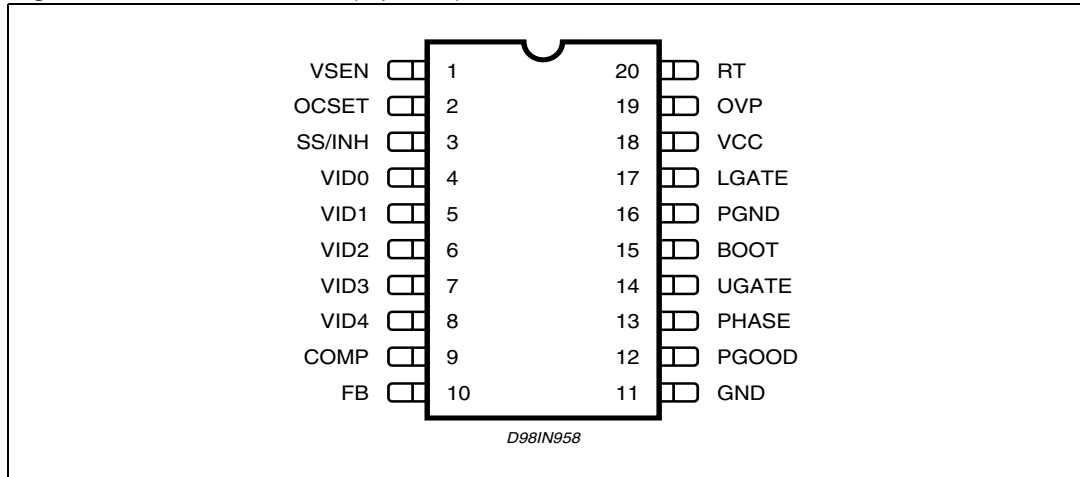 VSEN 1 20 RT
OCSET 2 19 OVP
SS/INH 3 18 VCC
VID0 4 17 LGATE
VID1 5 16 PGND
VID2 6 15 BOOT
VID3 7 14 UGATE
VID4 8 13 PHASE
COMP 9 12 PGOOD
FB 10 11 GND
D98IN958